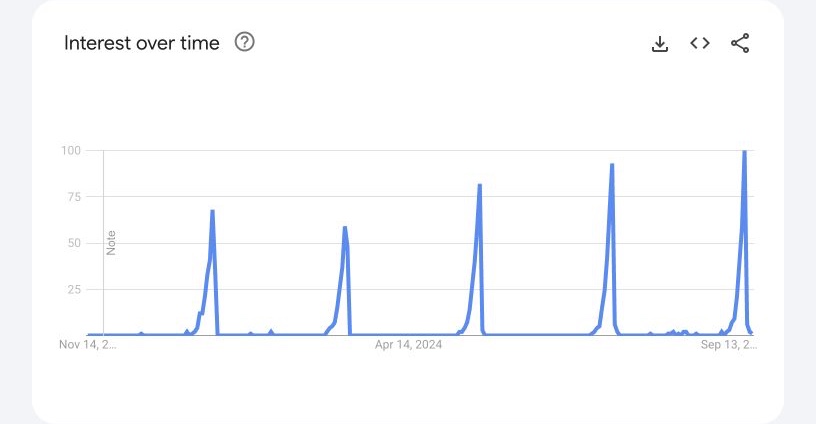 Interest over time
100
75
50
25
Note
Nov 14, 2...
Apr 14, 2024
Sep 13, 2...